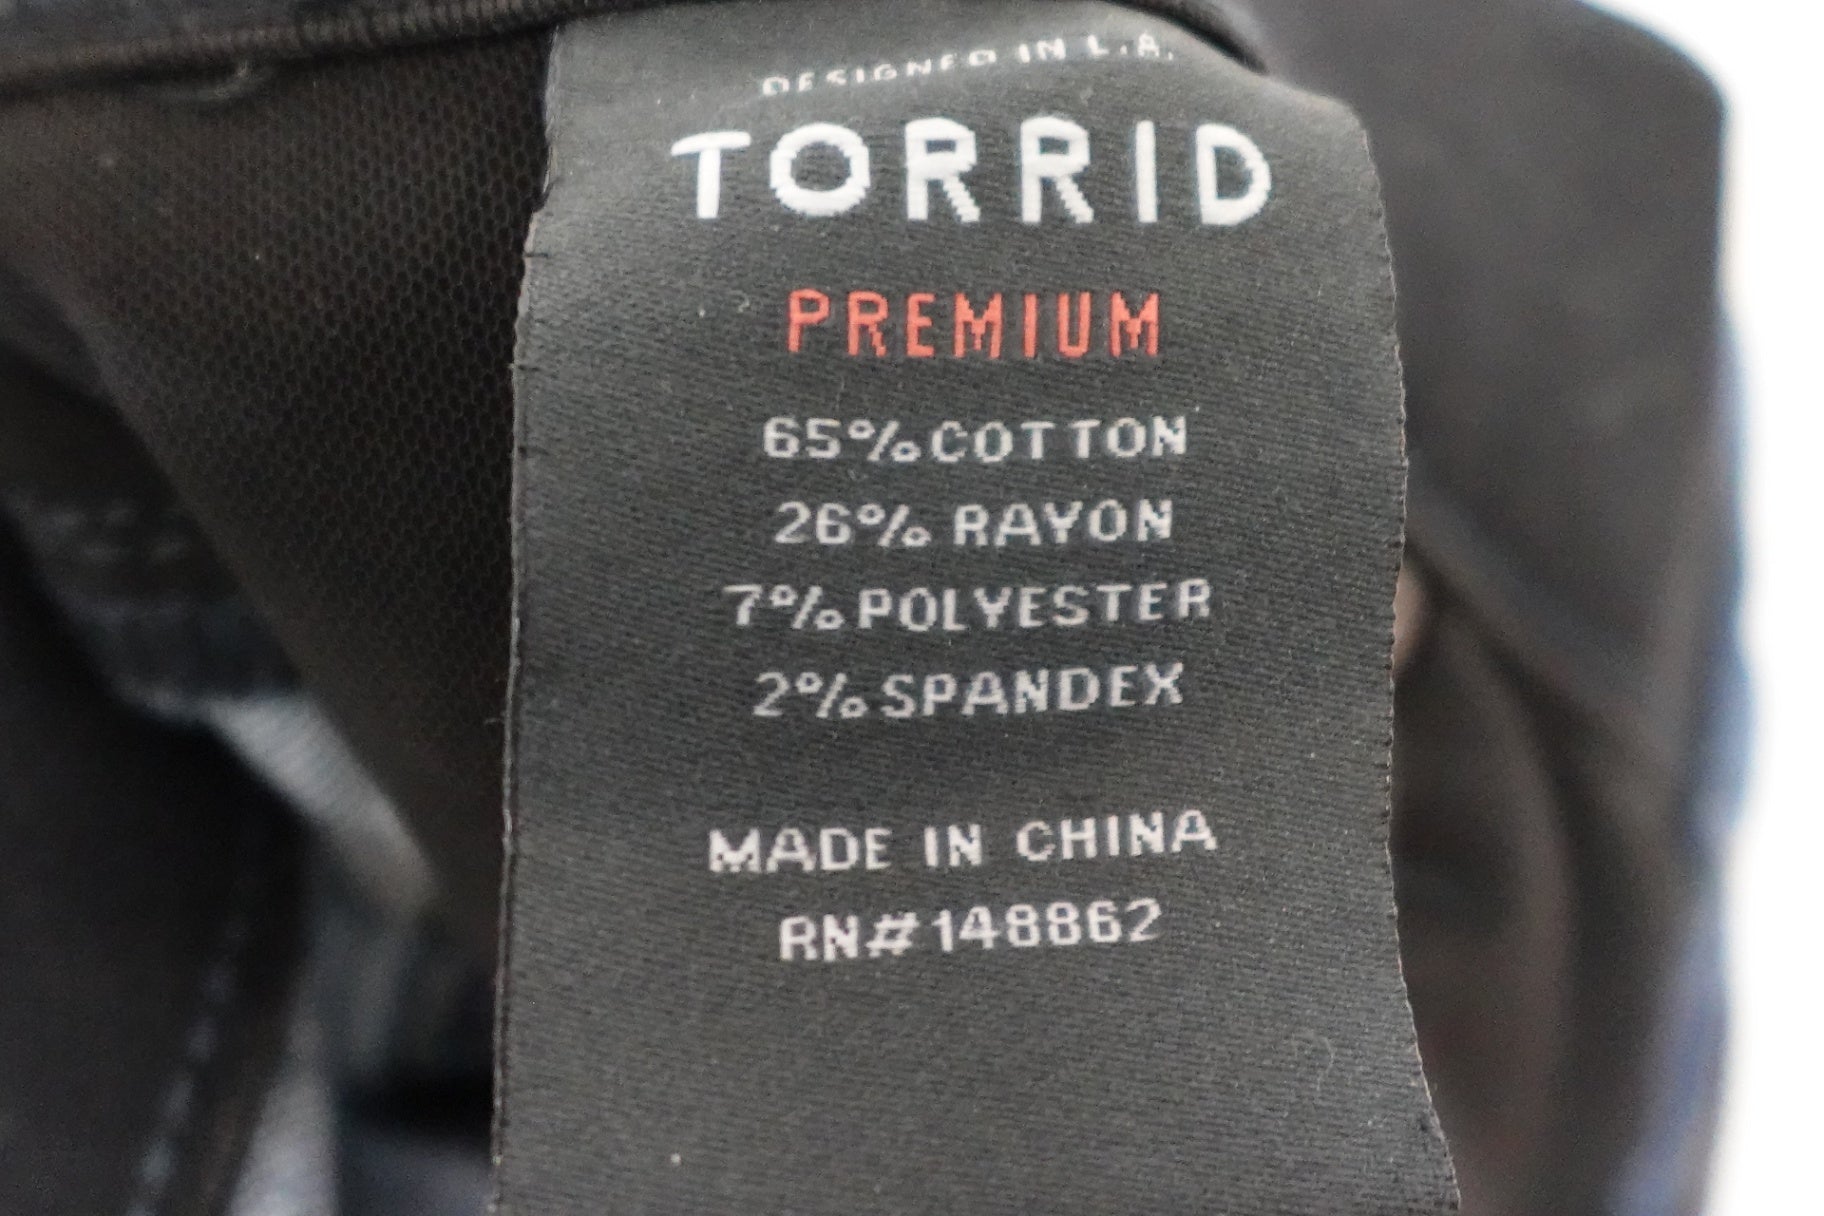 DESIGNED IN L.A.
TORRID
PREMIUM
65% COTTON
26% RAYON
7% POLYESTER
2% SPANDEX
MADE IN CHINA
RN#148862